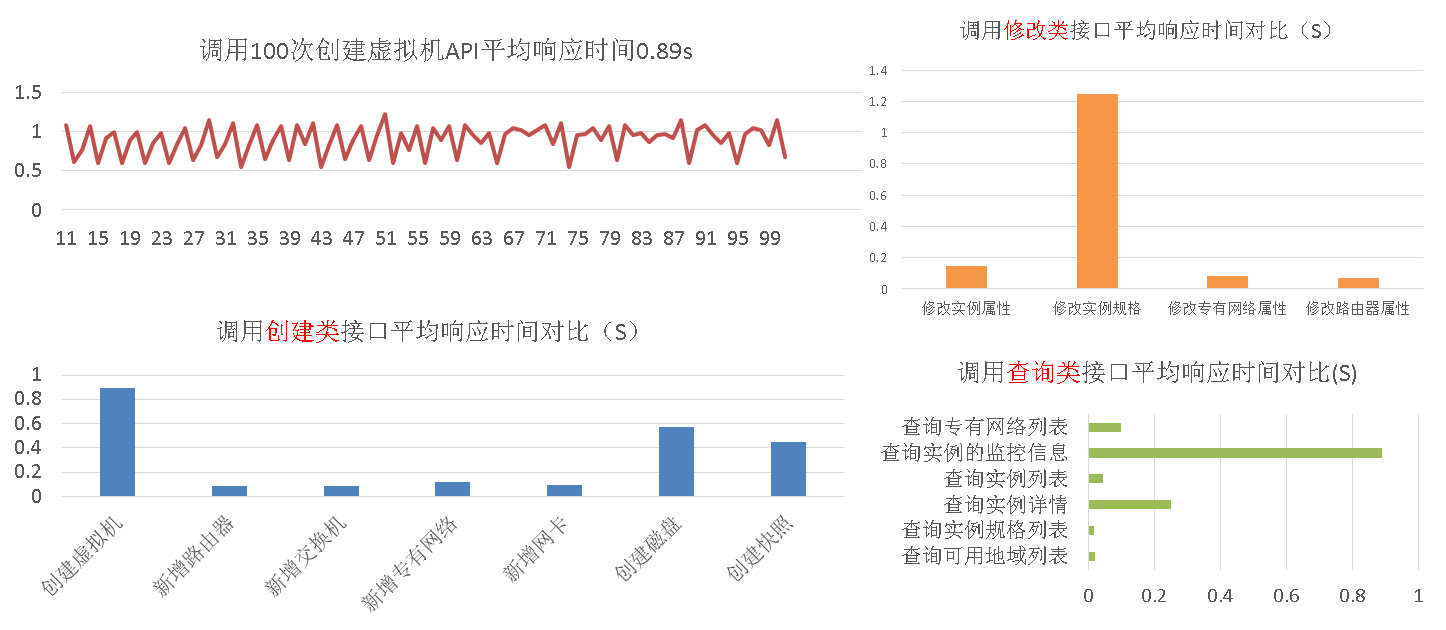 调用100次创建虚拟机API平均响应时间0.89s
1.5
1
0.5
0
11 15 19 23 27 31 35 39 43 47 51 55 59 63 67 71 75 79 83 87 91 95 99
调用修改类接口平均响应时间对比（S）
1.4
1.2
1
0.8
0.6
0.4
0.2
0
修改实例属性 修改实例规格 修改专有网络属性 修改路由器属性
调用创建类接口平均响应时间对比（S）
1
0.8
0.6
0.4
0.2
0
创建虚拟机 新增路由器 新增交换机 新增专有网络 新增网卡 创建磁盘 创建快照
调用查询类接口平均响应时间对比(S)
查询专有网络列表
查询实例的监控信息
查询实例列表
查询实例详情
查询实例规格列表
查询可用地域列表
0 0.2 0.4 0.6 0.8 1